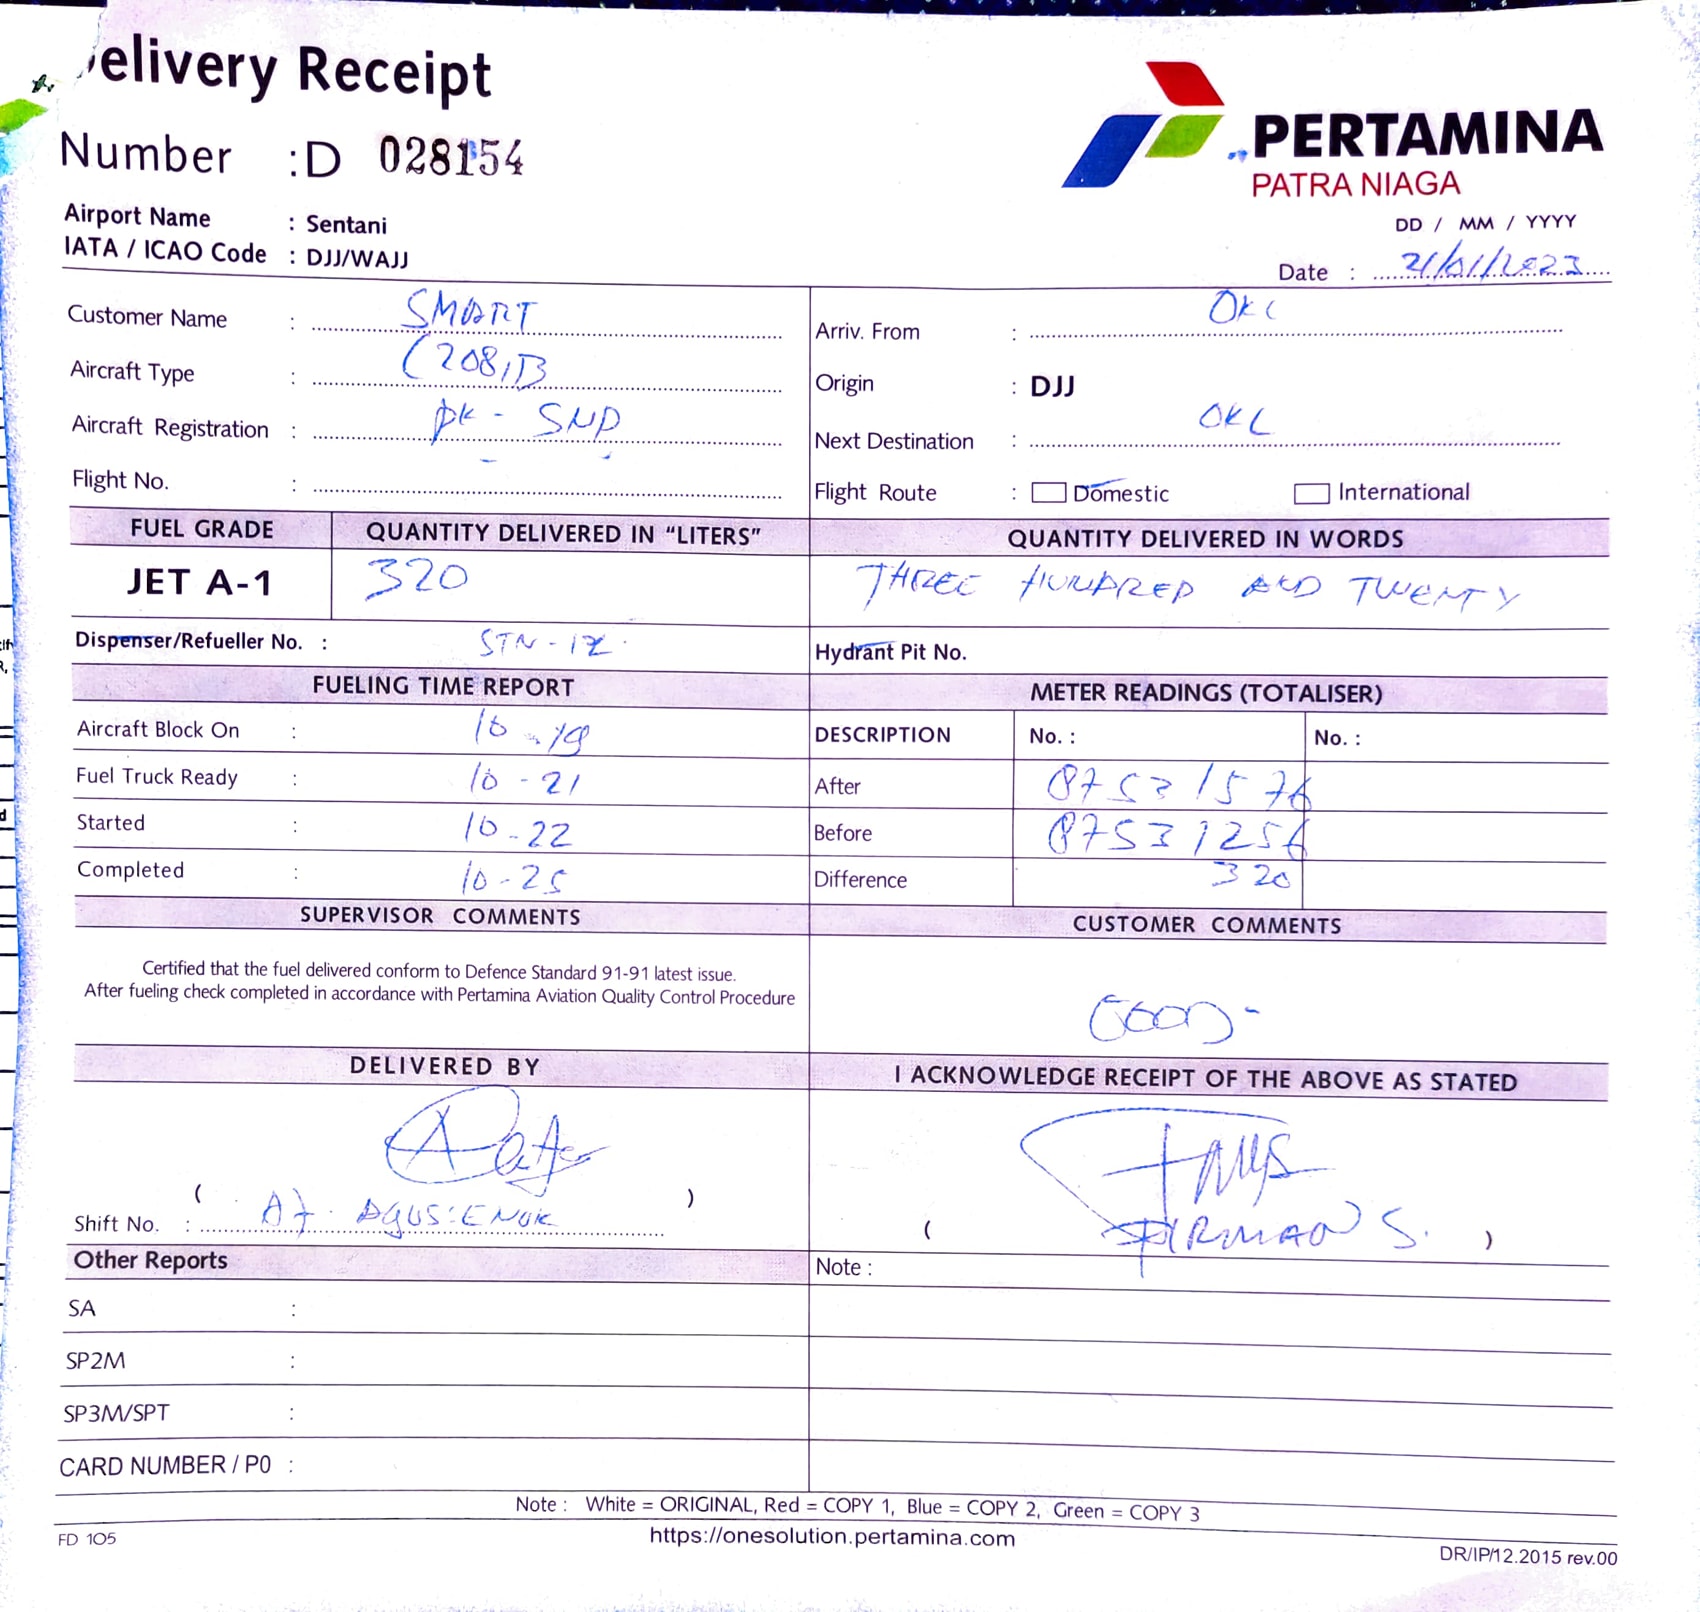 elivery Receipt
Number : D 028154
PERTAMINA
PATRA NIAGA
Airport Name : Sentani
IATA / ICAO Code : DJJ/WAJJ
DD / MM / YYYY
Date : 21/01/2023
Customer Name : SMART
Arriv. From : OKL
Aircraft Type : C208,B
Origin : DJJ
Aircraft Registration : PK - SNP
Next Destination : OKL
Flight No. :
Flight Route : Domestic International
FUEL GRADE QUANTITY DELIVERED IN "LITERS" QUANTITY DELIVERED IN WORDS
JET A-1 320 THREE HUNDRED AND TWENTY
Dispenser/Refueller No. : STN - 12 Hydrant Pit No.
FUELING TIME REPORT METER READINGS (TOTALISER)
Aircraft Block On : 10 - 19 DESCRIPTION No. : No. :
Fuel Truck Ready : 10 - 21 After 87531576
Started : 10 - 22 Before 87531256
Completed : 10 - 25 Difference 320
SUPERVISOR COMMENTS CUSTOMER COMMENTS
Certified that the fuel delivered conform to Defence Standard 91-91 latest issue.
After fueling check completed in accordance with Pertamina Aviation Quality Control Procedure
GOOD -
DELIVERED BY I ACKNOWLEDGE RECEIPT OF THE ABOVE AS STATED
( )
Shift No. : A7. AGUS:ENOK
( FIRMAN S. )
Other Reports Note :
SA :
SP2M :
SP3M/SPT :
CARD NUMBER / PO :
Note : White = ORIGINAL, Red = COPY 1, Blue = COPY 2, Green = COPY 3
FD 105 https://onesolution.pertamina.com
DR/IP/12.2015 rev.00